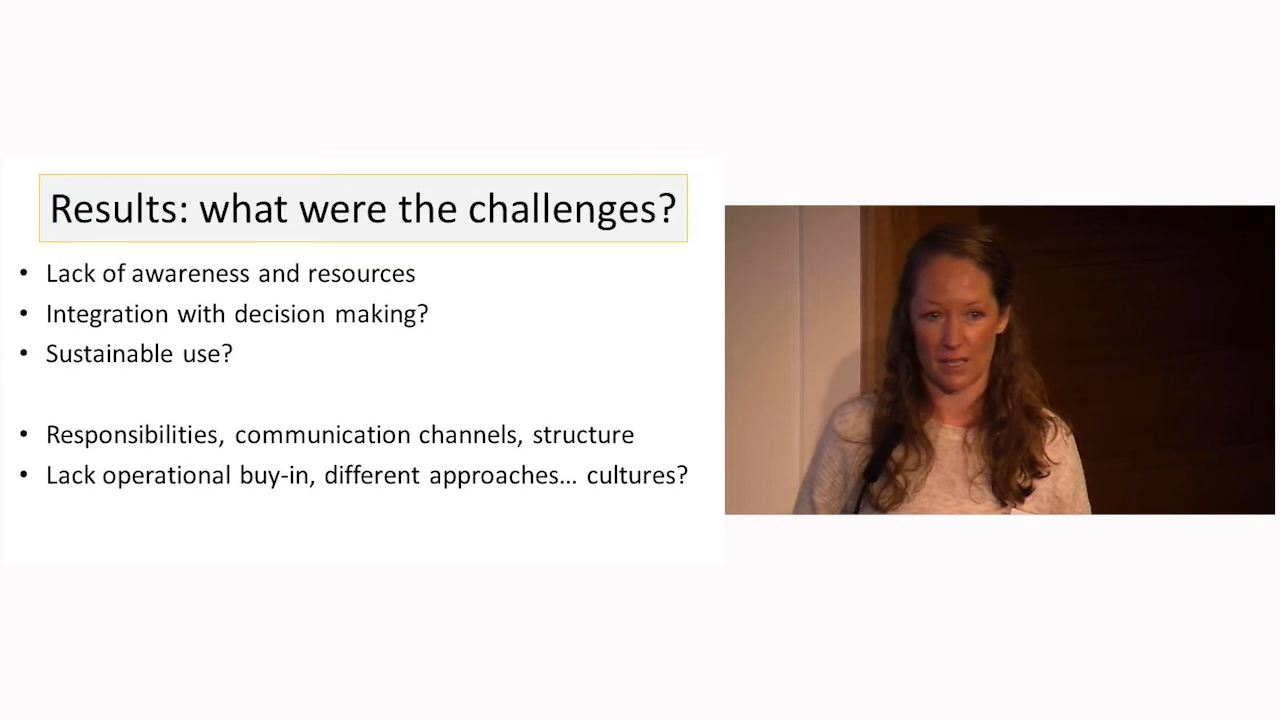 Results: what were the challenges?
• Lack of awareness and resources
• Integration with decision making?
• Sustainable use?
• Responsibilities, communication channels, structure
• Lack operational buy-in, different approaches... cultures?